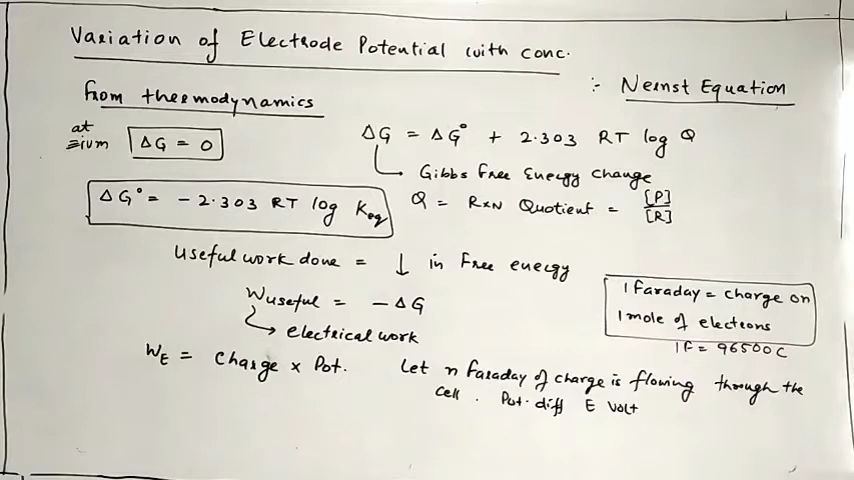 Variation of Electrode Potential with conc.
:- Nernst Equation
from thermodynamics
at ≡ium ΔG = 0
ΔG = ΔG° + 2.303 RT log Q
Gibbs Free Energy Change
ΔG° = - 2.303 RT log Keq
Q = RXN Quotient = [P]/[R]
Useful work done = ↓ in Free energy
Wuseful = - ΔG
electrical work
1 faraday = charge on
1 mole of electrons
1F = 96500C
WE = Charge × Pot.
Let n faraday of charge is flowing through the
cell. Pot. diff E Volt